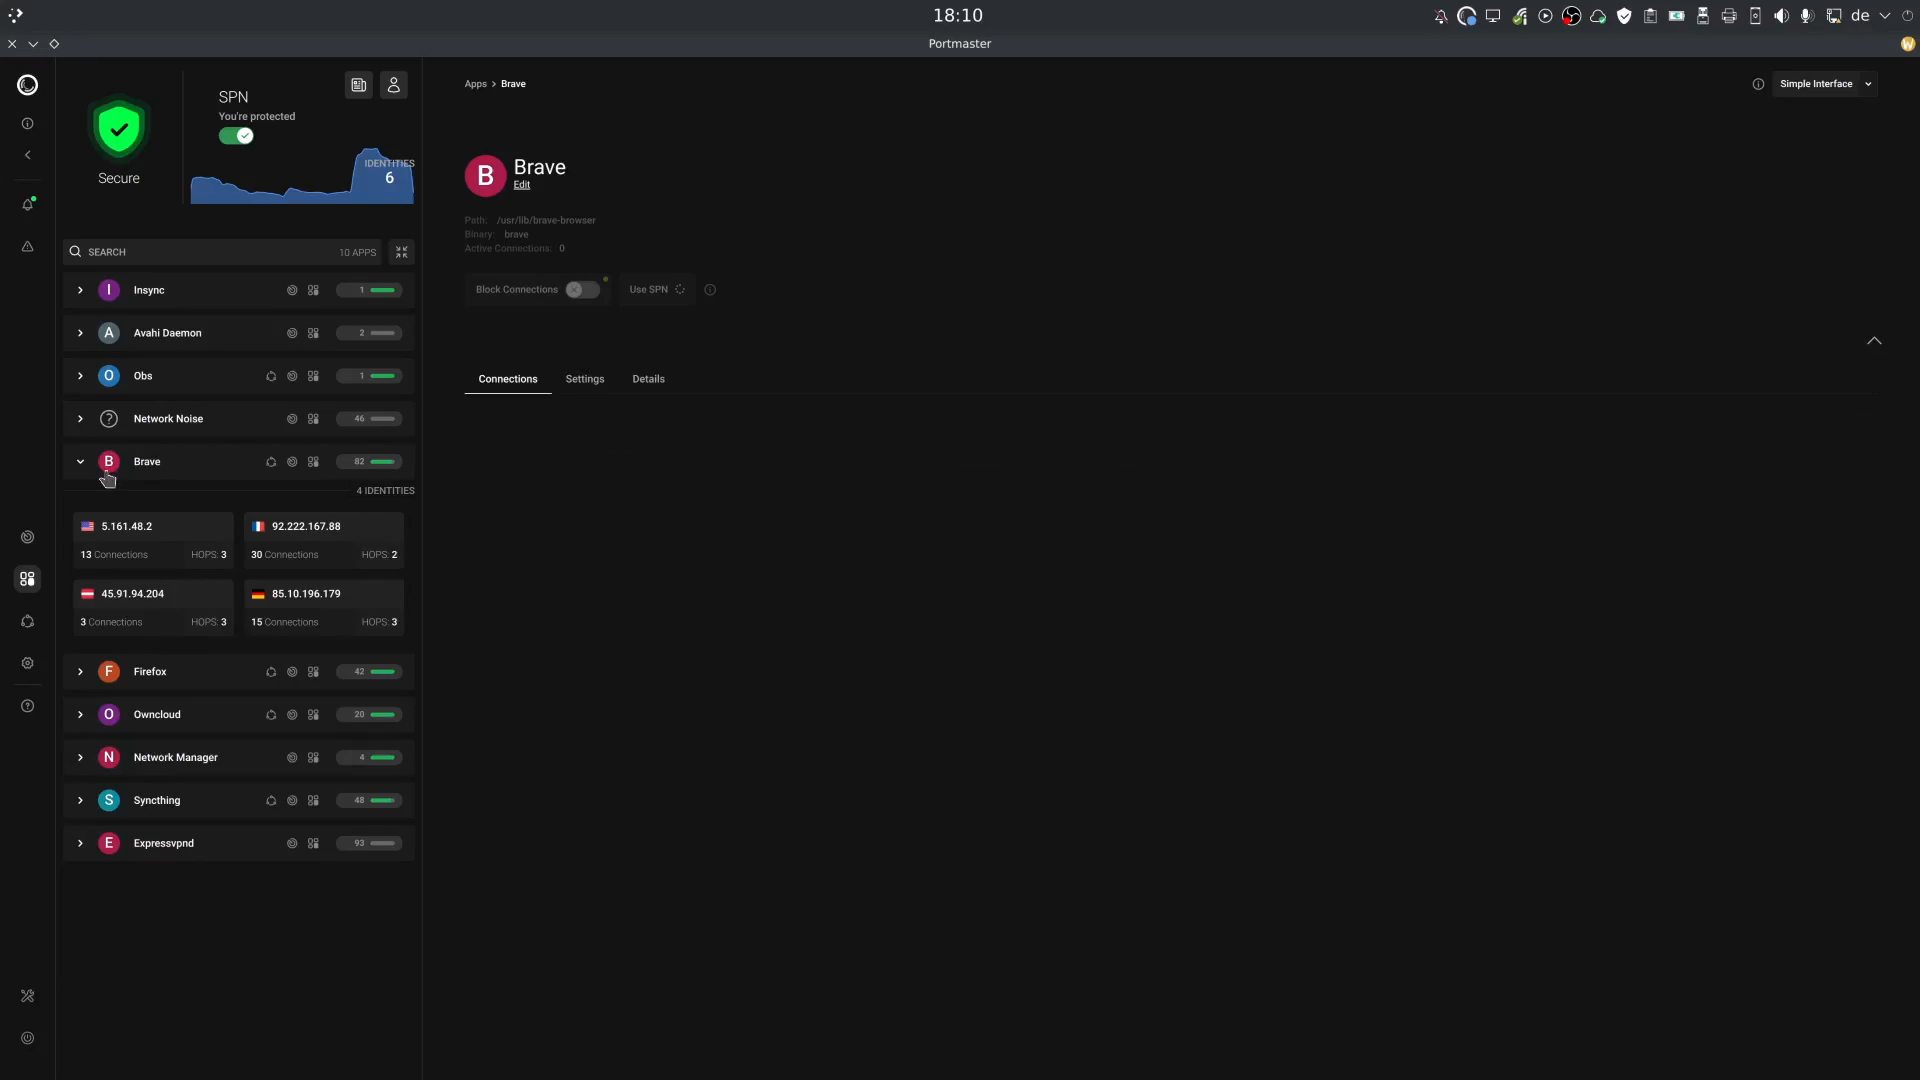 18:10
de
Portmaster
SPN
You're protected
IDENTITIES
6
Secure
SEARCH
10 APPS
I
Insync
1
A
Avahi Daemon
2
O
Obs
1
?
Network Noise
46
B
Brave
82
4 IDENTITIES
5.161.48.2
13 Connections
HOPS: 3
92.222.167.88
30 Connections
HOPS: 2
45.91.94.204
3 Connections
HOPS: 3
85.10.196.179
15 Connections
HOPS: 3
F
Firefox
42
O
Owncloud
20
N
Network Manager
4
S
Syncthing
48
E
Expressvpnd
93
Apps > Brave
Simple Interface
B
Brave
Edit
Path: /usr/lib/brave-browser
Binary: brave
Active Connections: 0
Block Connections
Use SPN
Connections
Settings
Details